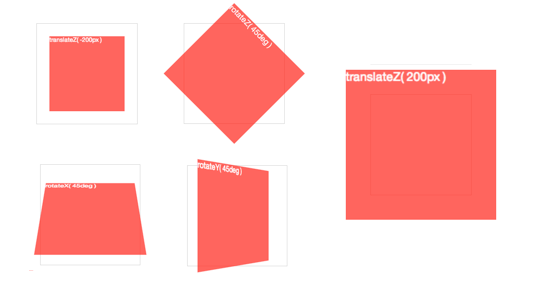 translateZ( -200px )
rotateZ( 45deg )
translateZ( 200px )
rotateX( 45deg )
rotateY( 45deg )